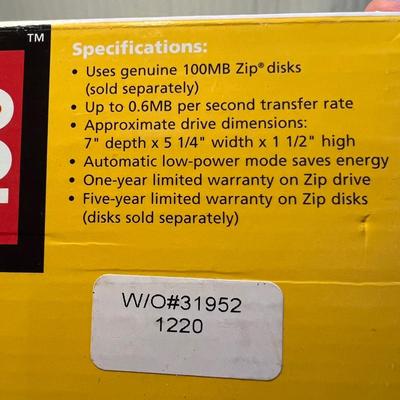 TM
Specifications:
• Uses genuine 100MB Zip® disks
(sold separately)
• Up to 0.6MB per second transfer rate
• Approximate drive dimensions:
7" depth x 5 1/4" width x 1 1/2" high
• Automatic low-power mode saves energy
• One-year limited warranty on Zip drive
• Five-year limited warranty on Zip disks
(disks sold separately)
W/O#31952
1220